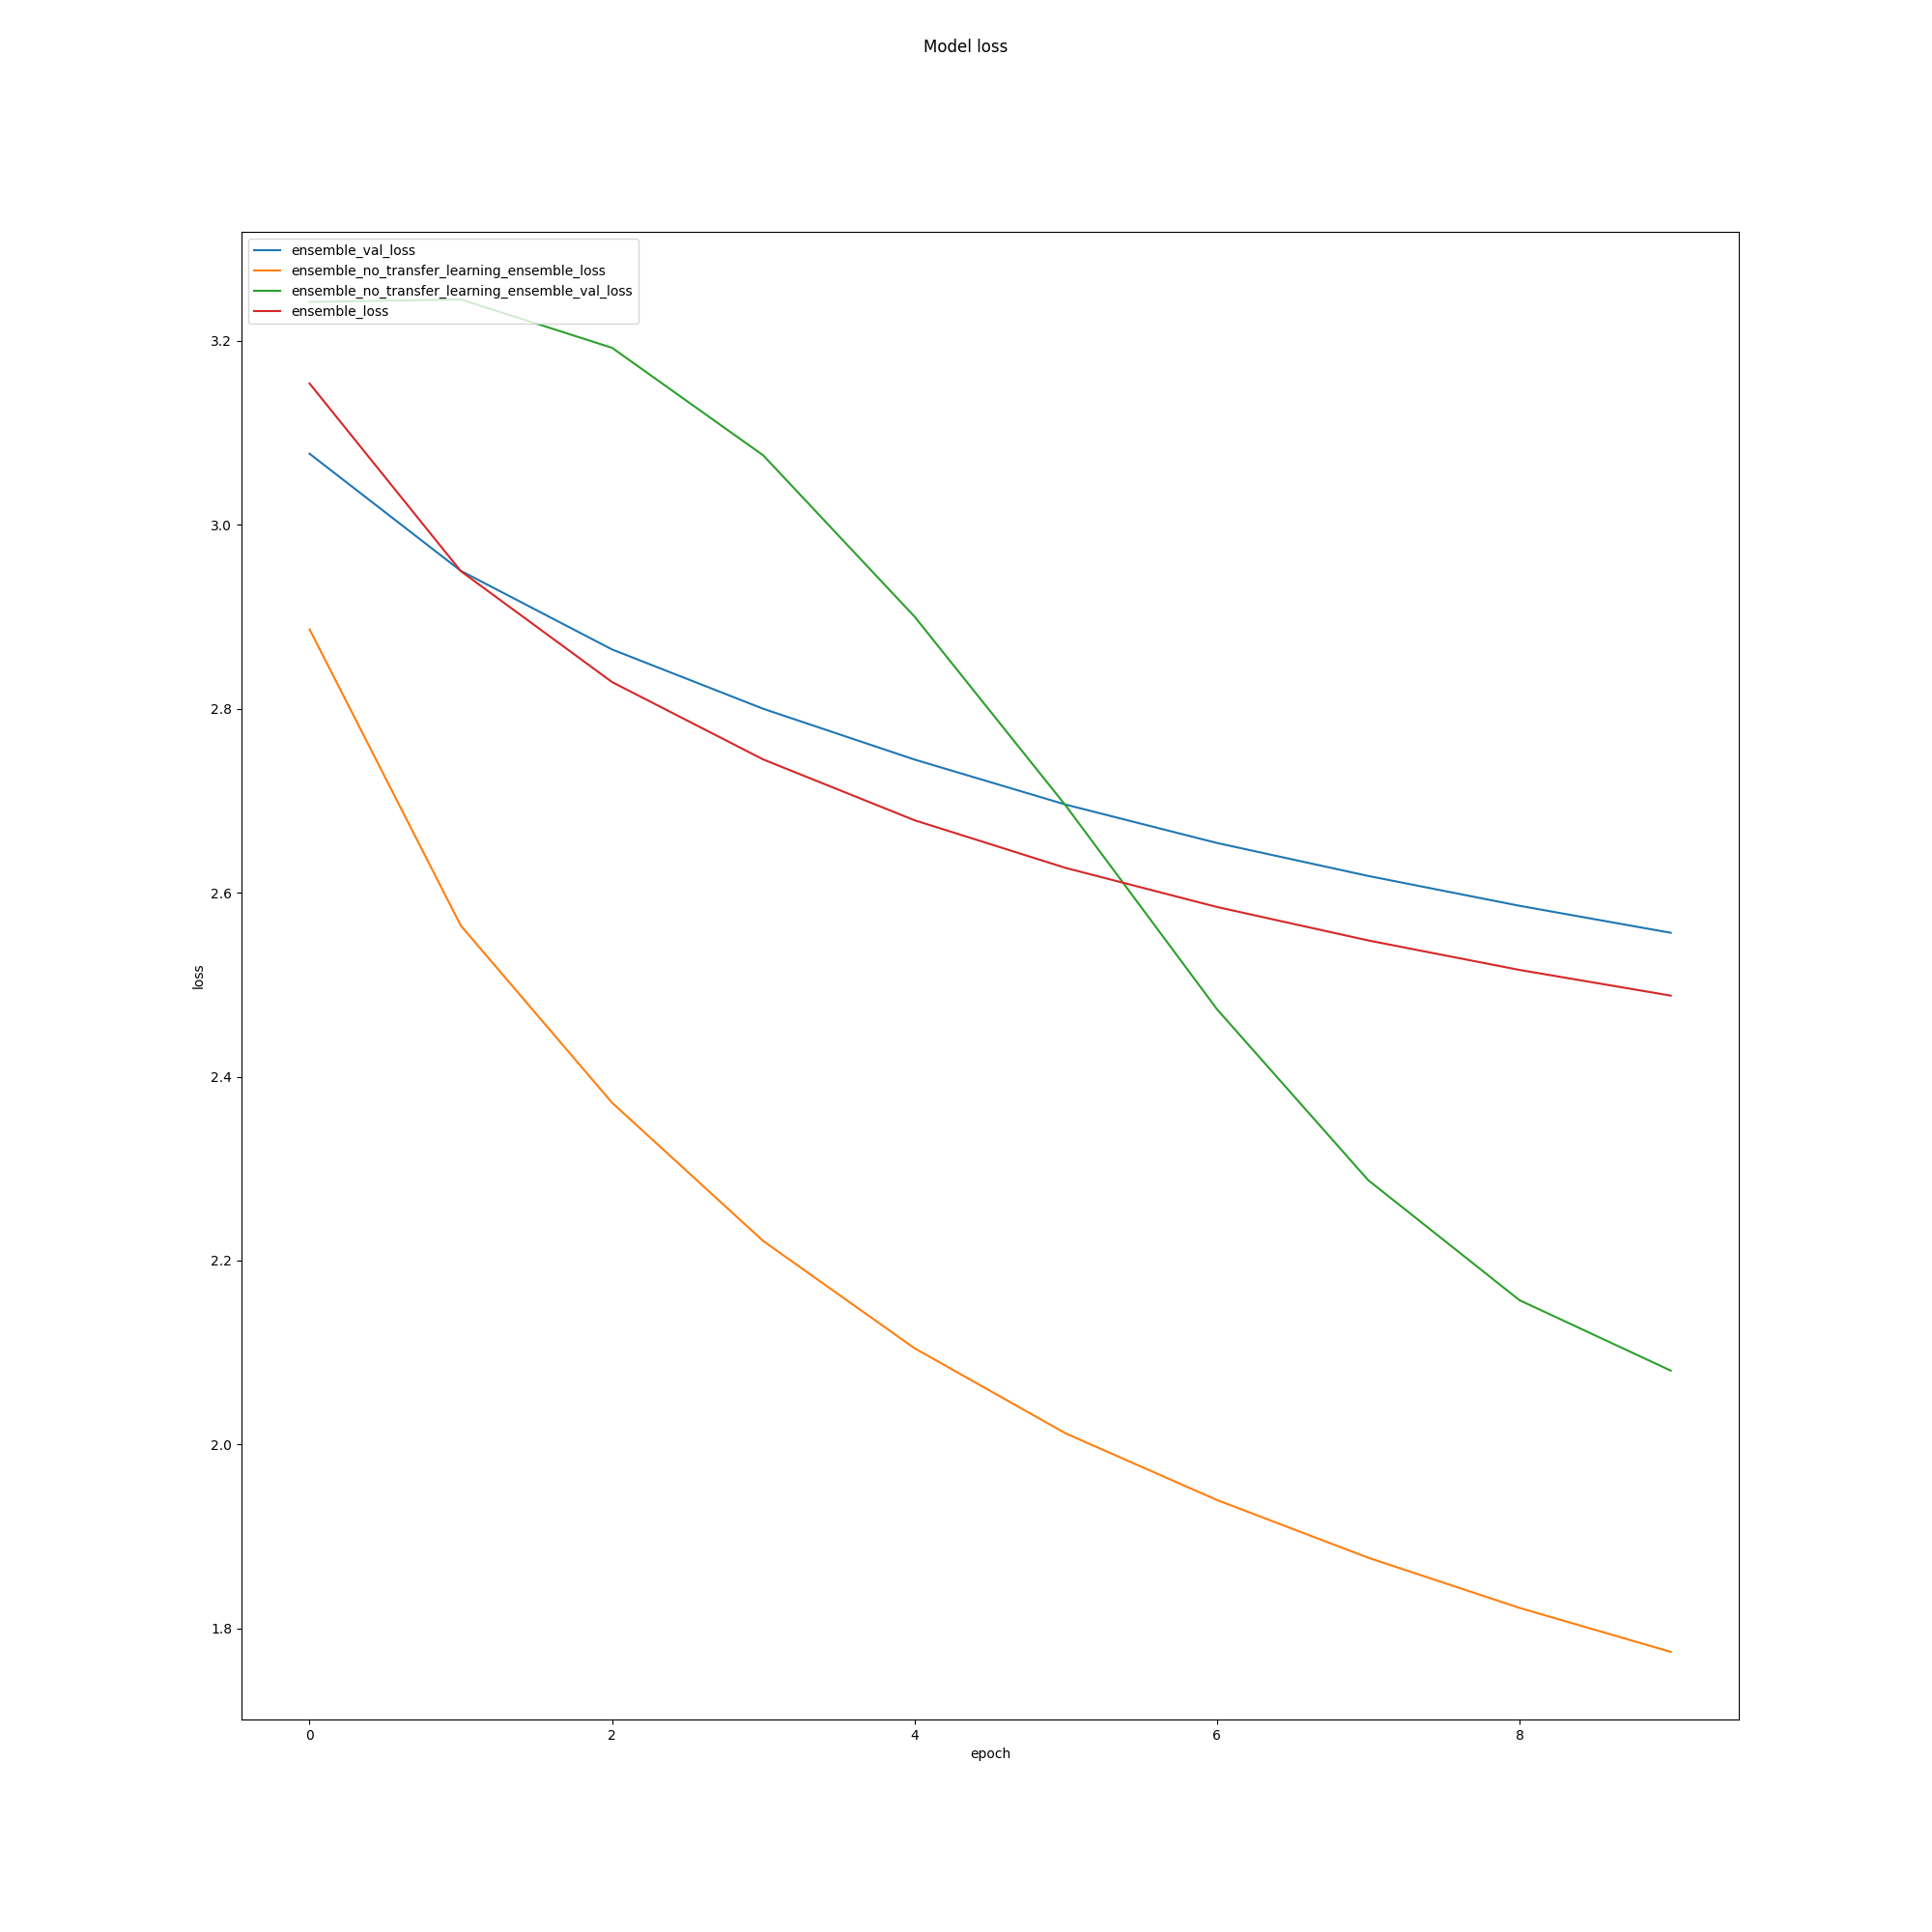 Model loss
ensemble_val_loss
ensemble_no_transfer_learning_ensemble_loss
ensemble_no_transfer_learning_ensemble_val_loss
ensemble_loss
3.2
3.0
2.8
2.6
loss
2.4
2.2
2.0
1.8
0 2 4 6 8
epoch